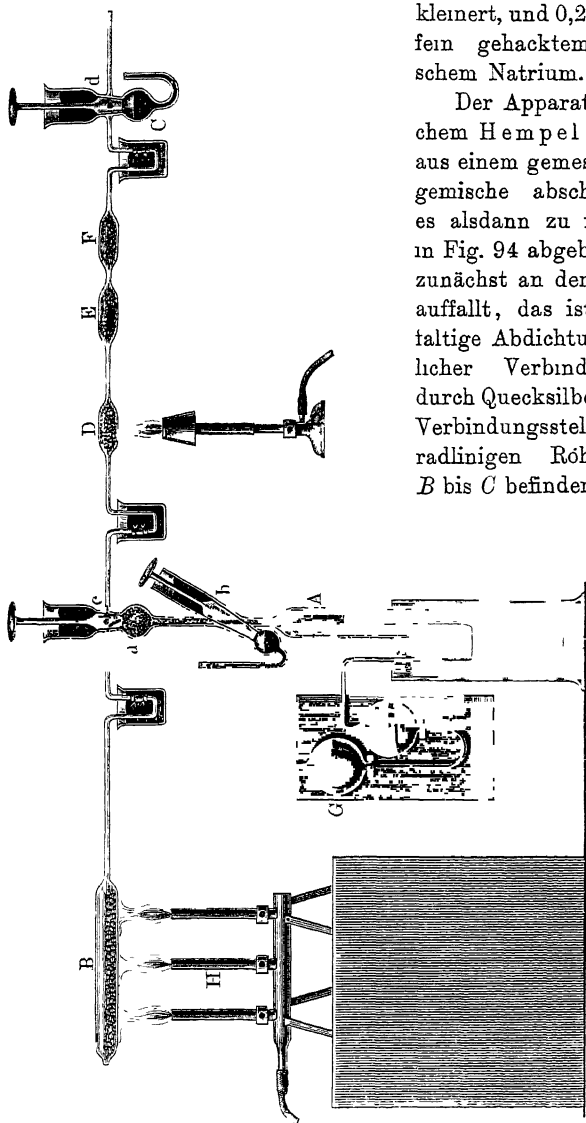 kleinert, und 0,2
fein gehacktem
schem Natrium.
Der Apparat
chem Hempel
aus einem gemes
gemische absch
es alsdann zu
in Fig. 94 abgeb
zunächst an der
auffallt, das ist
faltige Abdichtu
licher Verbind
durch Quecksilbe
Verbindungsstel
radlinigen Röh
B bis C befinder
d
C
F
E
D
c
a
b
A
G
B
H